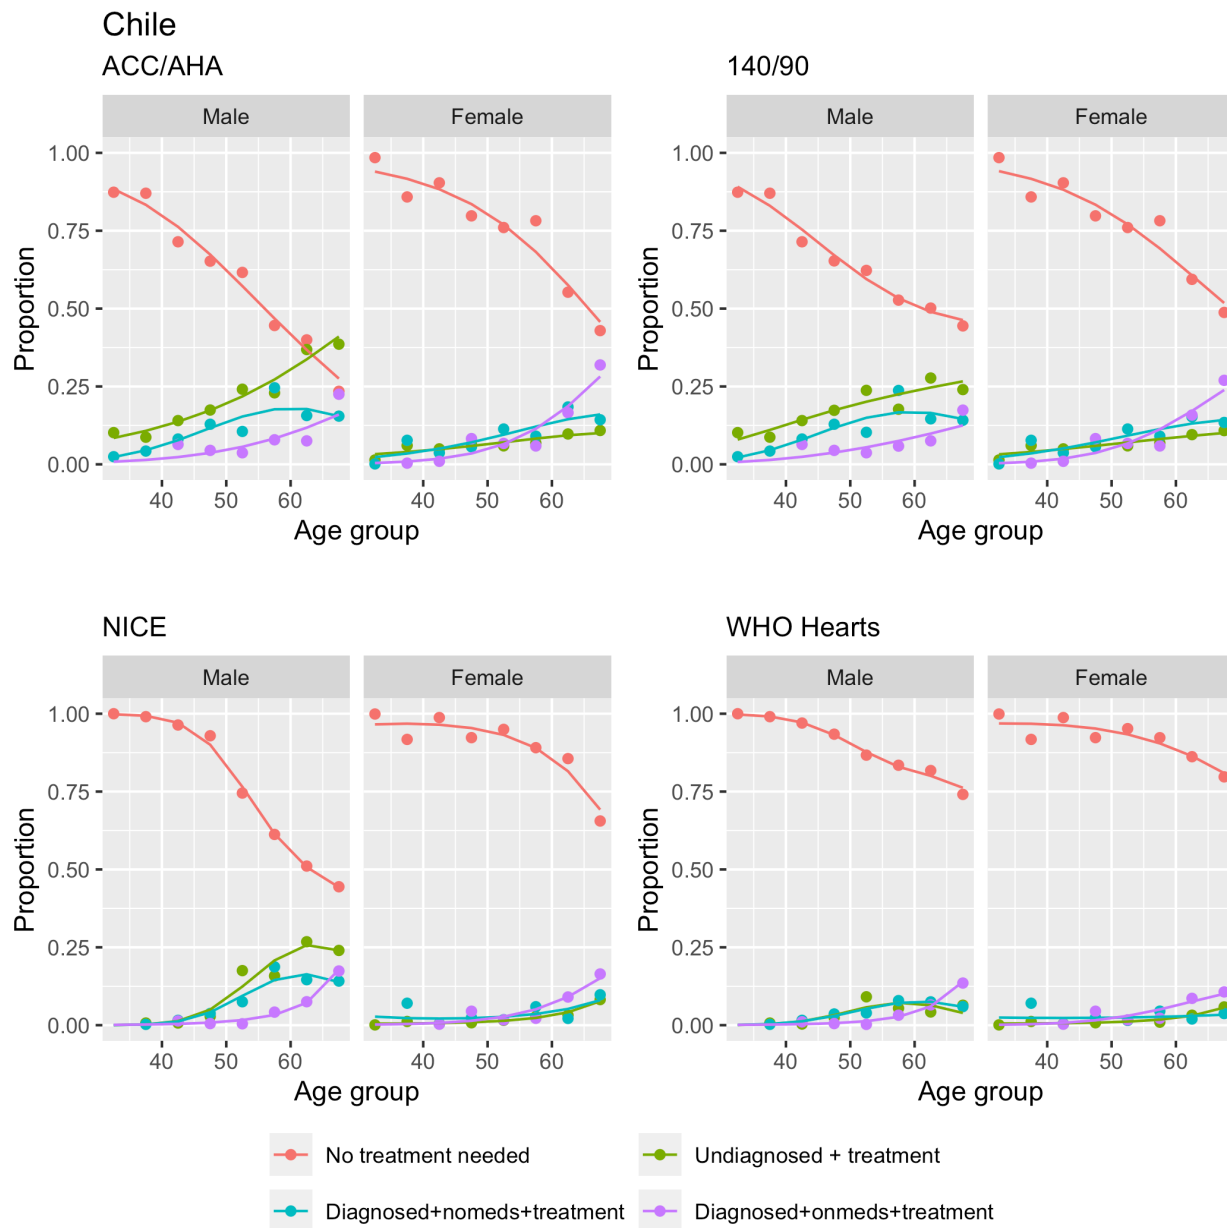 Chile
ACC/AHA
140/90
Male
Female
Male
Female
Proportion
1.00
0.75
0.50
0.25
0.00
40 50 60
40 50 60
Age group
Proportion
1.00
0.75
0.50
0.25
0.00
40 50 60
40 50 60
Age group
NICE
WHO Hearts
Male
Female
Male
Female
Proportion
1.00
0.75
0.50
0.25
0.00
40 50 60
40 50 60
Age group
Proportion
1.00
0.75
0.50
0.25
0.00
40 50 60
40 50 60
Age group
No treatment needed
Undiagnosed + treatment
Diagnosed+nomeds+treatment
Diagnosed+onmeds+treatment